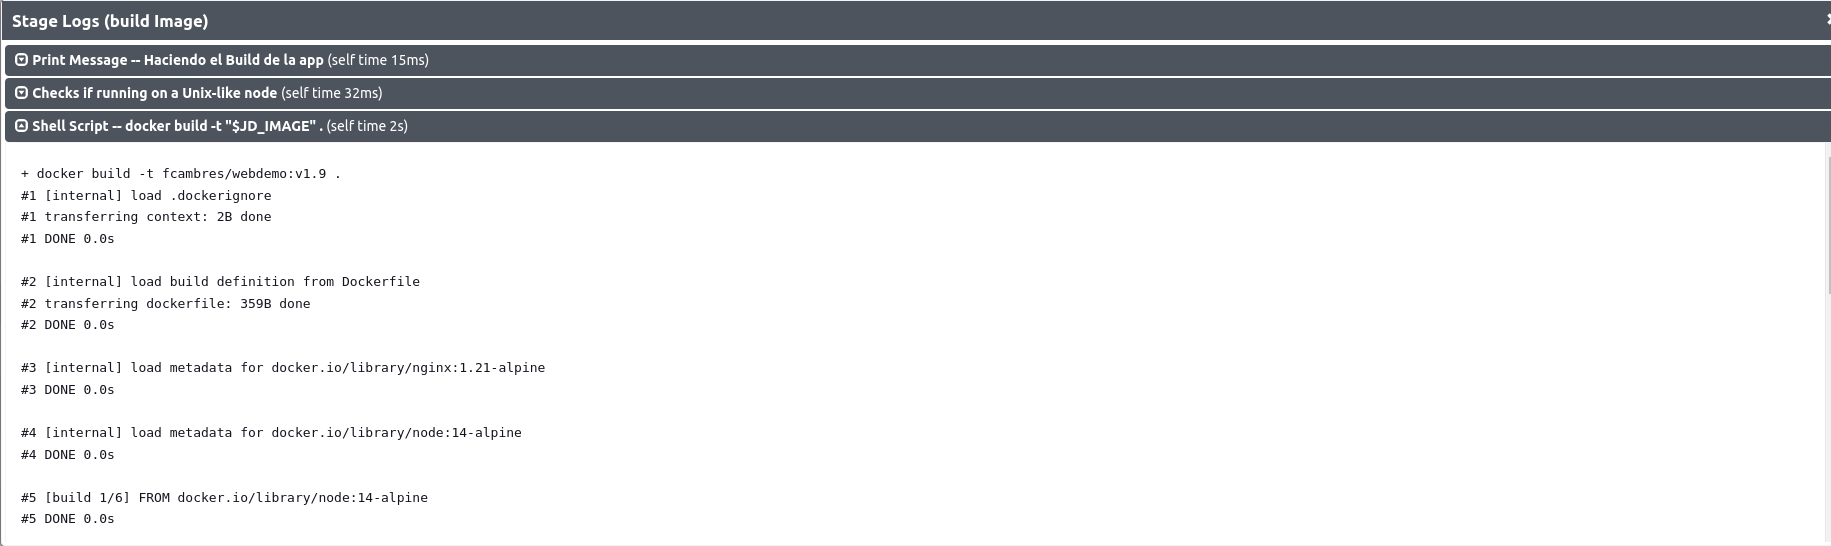 Stage Logs (build Image)
Print Message -- Haciendo el Build de la app (self time 15ms)
Checks if running on a Unix-like node (self time 32ms)
Shell Script -- docker build -t "$JD_IMAGE" . (self time 2s)
+ docker build -t fcambres/webdemo:v1.9 .
#1 [internal] load .dockerignore
#1 transferring context: 2B done
#1 DONE 0.0s
#2 [internal] load build definition from Dockerfile
#2 transferring dockerfile: 359B done
#2 DONE 0.0s
#3 [internal] load metadata for docker.io/library/nginx:1.21-alpine
#3 DONE 0.0s
#4 [internal] load metadata for docker.io/library/node:14-alpine
#4 DONE 0.0s
#5 [build 1/6] FROM docker.io/library/node:14-alpine
#5 DONE 0.0s